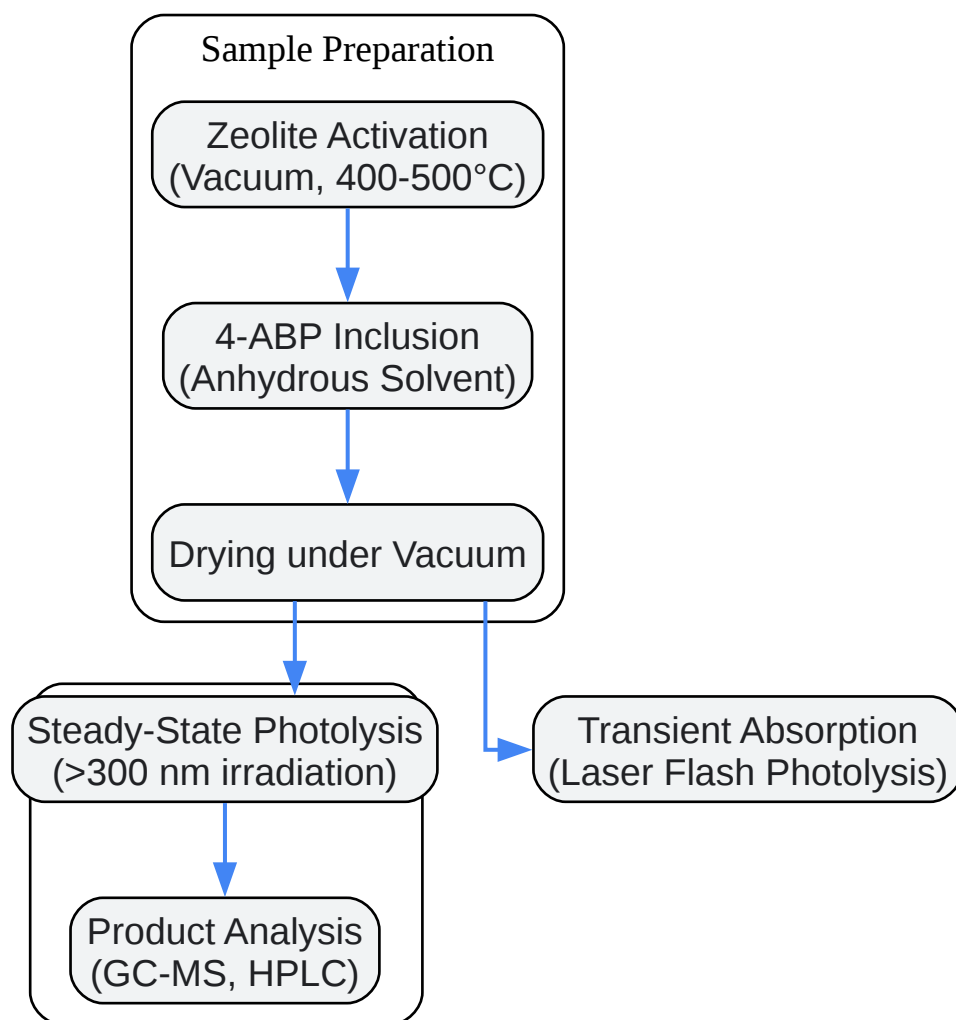 Sample Preparation
Zeolite Activation
(Vacuum, 400-500°C)
4-ABP Inclusion
(Anhydrous Solvent)
Drying under Vacuum
Steady-State Photolysis
(>300 nm irradiation)
Transient Absorption
(Laser Flash Photolysis)
Product Analysis
(GC-MS, HPLC)